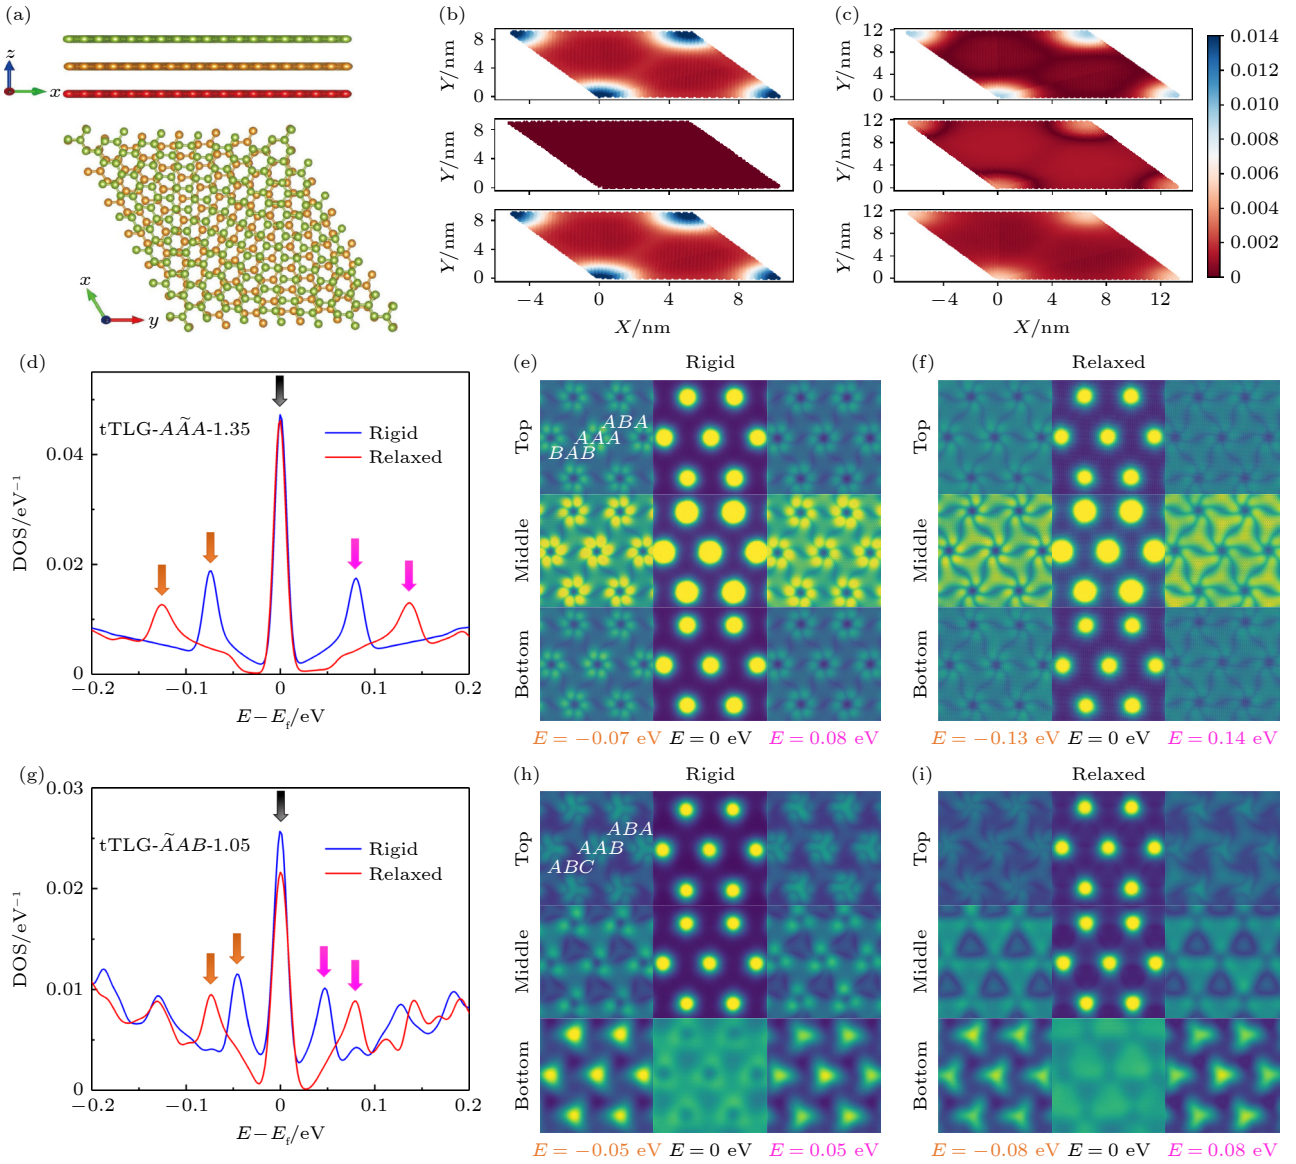 (a)
z
x
x
y
(b)
Y/nm
8
4
0
Y/nm
8
4
0
Y/nm
8
4
0
−4
0
4
8
X/nm
(c)
Y/nm
12
8
4
0
Y/nm
12
8
4
0
Y/nm
12
8
4
0
−4
0
4
8
12
X/nm
0.014
0.012
0.010
0.008
0.006
0.004
0.002
0
(d)
tTLG-AÃA-1.35
Rigid
Relaxed
DOS/eV⁻¹
0.04
0.02
0
−0.2
−0.1
0
0.1
0.2
E−E_f/eV
(e)
Rigid
Top
Middle
Bottom
ABA
AAA
BAB
E=−0.07 eV
E=0 eV
E=0.08 eV
(f)
Relaxed
Top
Middle
Bottom
E=−0.13 eV
E=0 eV
E=0.14 eV
(g)
tTLG-ÃAB-1.05
Rigid
Relaxed
DOS/eV⁻¹
0.03
0.02
0.01
0
−0.2
−0.1
0
0.1
0.2
E−E_f/eV
(h)
Rigid
Top
Middle
Bottom
ABA
AAB
ABC
E=−0.05 eV
E=0 eV
E=0.05 eV
(i)
Relaxed
Top
Middle
Bottom
E=−0.08 eV
E=0 eV
E=0.08 eV